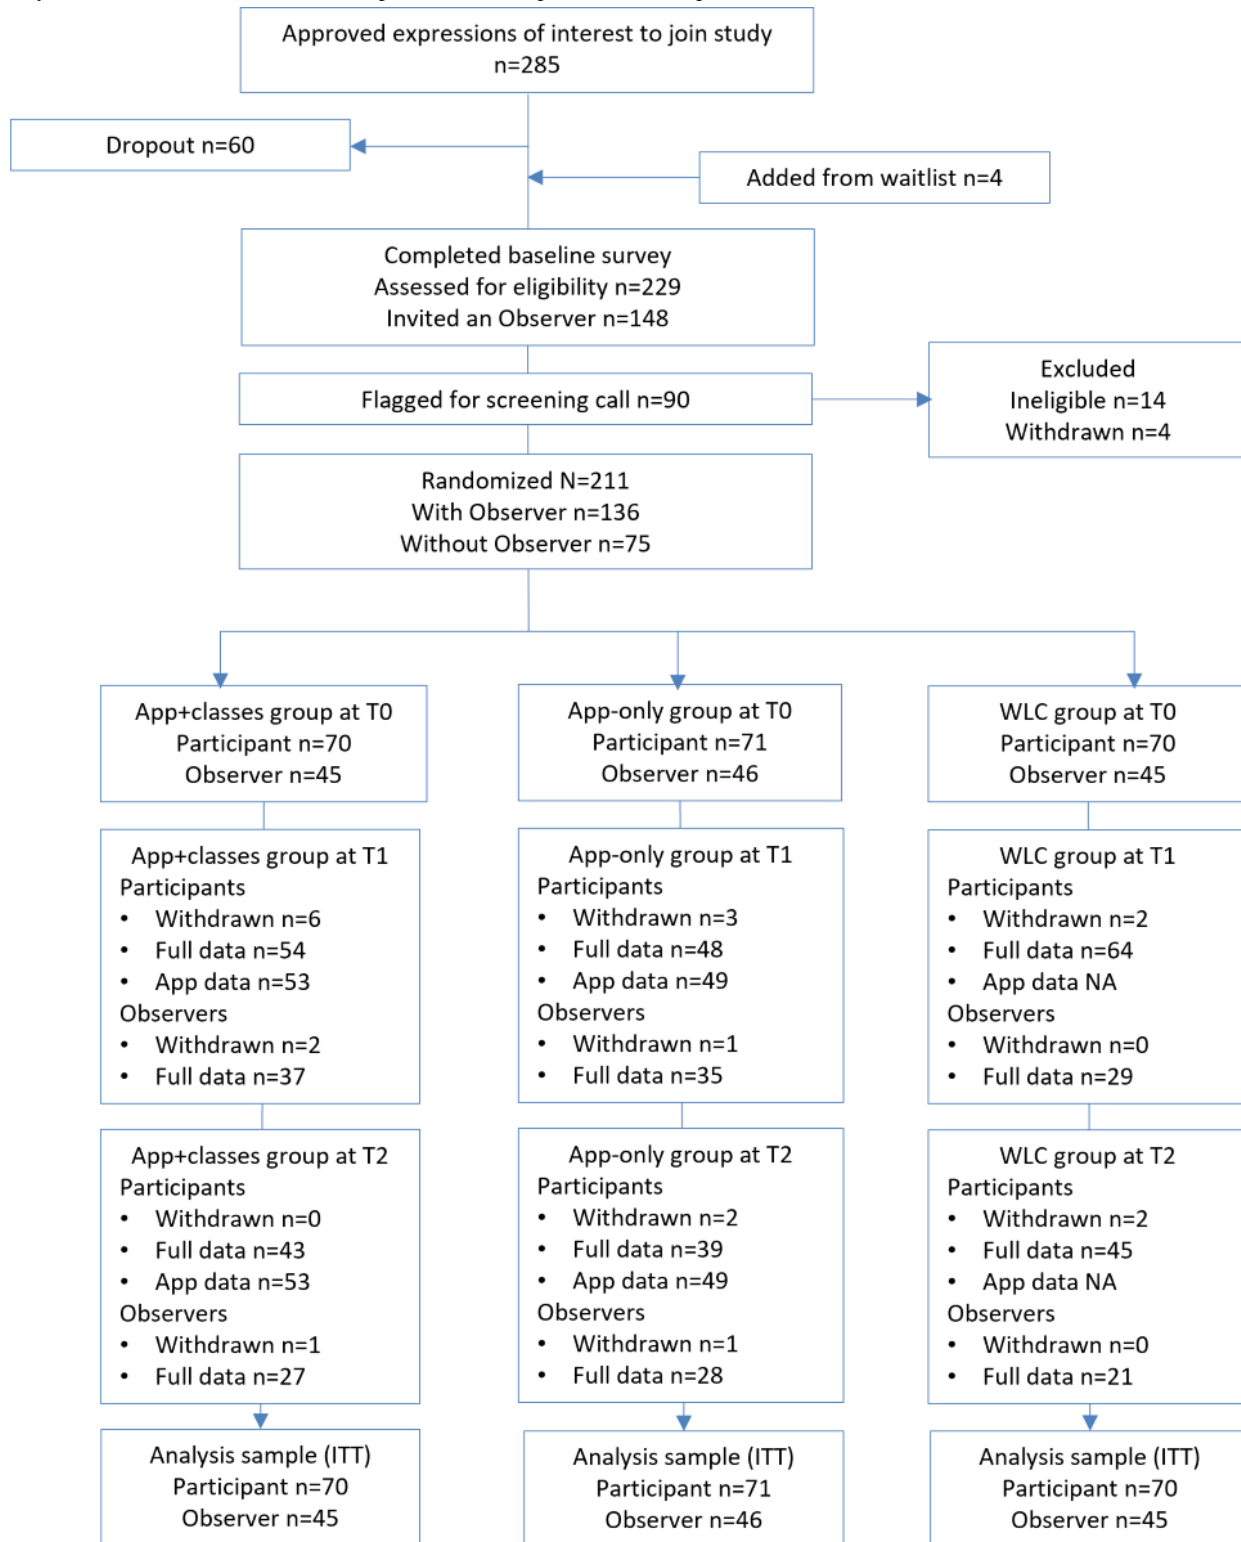 Approved expressions of interest to join study
n=285
Dropout n=60
Added from waitlist n=4
Completed baseline survey
Assessed for eligibility n=229
Invited an Observer n=148
Flagged for screening call n=90
Excluded
Ineligible n=14
Withdrawn n=4
Randomized N=211
With Observer n=136
Without Observer n=75
App+classes group at T0
Participant n=70
Observer n=45
App-only group at T0
Participant n=71
Observer n=46
WLC group at T0
Participant n=70
Observer n=45
App+classes group at T1
Participants
• Withdrawn n=6
• Full data n=54
• App data n=53
Observers
• Withdrawn n=2
• Full data n=37
App-only group at T1
Participants
• Withdrawn n=3
• Full data n=48
• App data n=49
Observers
• Withdrawn n=1
• Full data n=35
WLC group at T1
Participants
• Withdrawn n=2
• Full data n=64
• App data NA
Observers
• Withdrawn n=0
• Full data n=29
App+classes group at T2
Participants
• Withdrawn n=0
• Full data n=43
• App data n=53
Observers
• Withdrawn n=1
• Full data n=27
App-only group at T2
Participants
• Withdrawn n=2
• Full data n=39
• App data n=49
Observers
• Withdrawn n=1
• Full data n=28
WLC group at T2
Participants
• Withdrawn n=2
• Full data n=45
• App data NA
Observers
• Withdrawn n=0
• Full data n=21
Analysis sample (ITT)
Participant n=70
Observer n=45
Analysis sample (ITT)
Participant n=71
Observer n=46
Analysis sample (ITT)
Participant n=70
Observer n=45